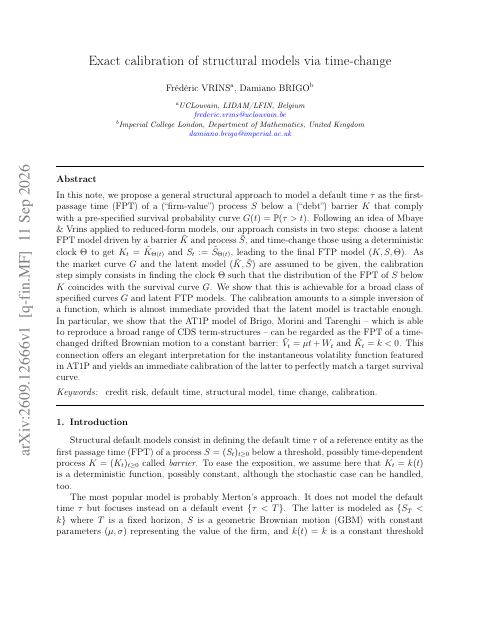 Exact calibration of structural models via time-change
Frédéric VRINSᵃ, Damiano BRIGOᵇ
ᵃUCLouvain, LIDAM/LFIN, Belgium
frederic.vrins@uclouvain.be
ᵇImperial College London, Department of Mathematics, United Kingdom
damiano.brigo@imperial.ac.uk
arXiv:2609.12666v1 [q-fin.MF] 11 Sep 2026
Abstract
In this note, we propose a general structural approach to model a default time τ as the first-
passage time (FPT) of a (“firm-value”) process S below a (“debt”) barrier K that comply
with a pre-specified survival probability curve G(t) = ℙ(τ > t). Following an idea of Mbaye
& Vrins applied to reduced-form models, our approach consists in two steps: choose a latent
FPT model driven by a barrier K̃ and process S̃, and time-change those using a deterministic
clock Θ to get Kₜ = K̃_Θ(t) and Sₜ := S̃_Θ(t), leading to the final FTP model (K, S, Θ). As
the market curve G and the latent model (K̃, S̃) are assumed to be given, the calibration
step simply consists in finding the clock Θ such that the distribution of the FPT of S below
K coincides with the survival curve G. We show that this is achievable for a broad class of
specified curves G and latent FTP models. The calibration amounts to a simple inversion
of a function, which is almost immediate provided that the latent model is tractable enough.
In particular, we show that the AT1P model of Brigo, Morini and Tarenghi – which is able
to reproduce a broad range of CDS term-structures – can be regarded as the FPT of a time-
changed drifted Brownian motion to a constant barrier: Ṽₜ = μt + Wₜ and K̃ₜ = k < 0. This
connection offers an elegant interpretation for the instantaneous volatility function featured
in AT1P and yields an immediate calibration of the latter to perfectly match a target survival
curve.
Keywords: credit risk, default time, structural model, time change, calibration.
1. Introduction
Structural default models consist in defining the default time τ of a reference entity as the
first passage time (FPT) of a process S = (Sₜ)ₜ≥₀ below a threshold, possibly time-dependent
process K = (Kₜ)ₜ≥₀ called barrier. To ease the exposition, we assume here that Kₜ = k(t)
is a deterministic function, possibly constant, although the stochastic case can be handled,
too.
The most popular model is probably Merton’s approach. It does not model the default
time τ but focuses instead on a default event {τ < T}. The latter is modeled as {S_T <
k} where T is a fixed horizon, S is a geometric Brownian motion (GBM) with constant
parameters (μ, σ) representing the value of the firm, and k(t) = k is a constant threshold